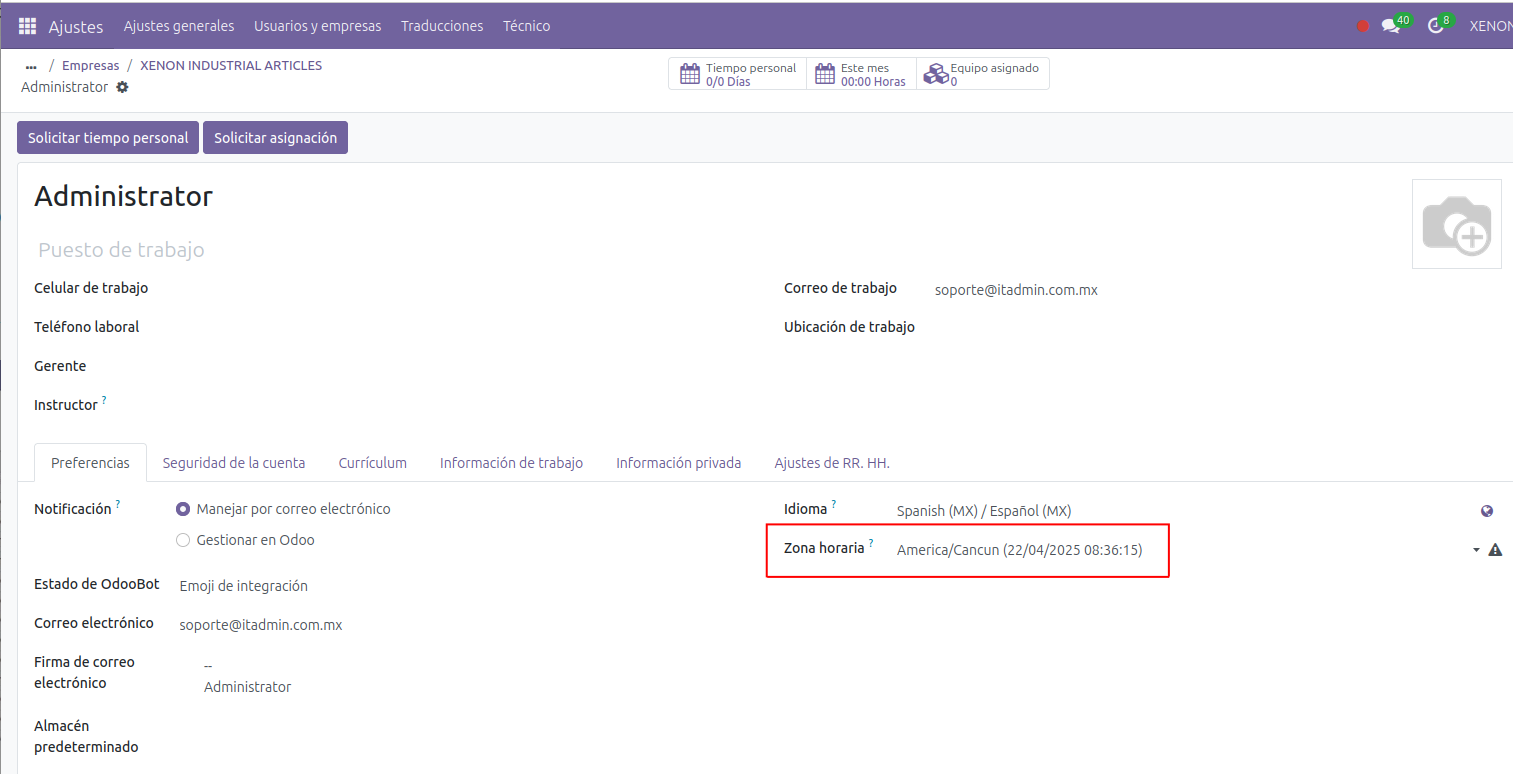 Ajustes Ajustes generales Usuarios y empresas Traducciones Técnico 40 8 XENON
... / Empresas / XENON INDUSTRIAL ARTICLES
Administrator
Tiempo personal
0/0 Días
Este mes
00:00 Horas
Equipo asignado
0
Solicitar tiempo personal Solicitar asignación
Administrator
Puesto de trabajo
Celular de trabajo
Teléfono laboral
Gerente
Instructor ?
Correo de trabajo soporte@itadmin.com.mx
Ubicación de trabajo
Preferencias Seguridad de la cuenta Currículum Información de trabajo Información privada Ajustes de RR. HH.
Notificación ? Manejar por correo electrónico
Gestionar en Odoo
Estado de OdooBot Emoji de integración
Correo electrónico soporte@itadmin.com.mx
Firma de correo
electrónico
--
Administrator
Almacén
predeterminado
Idioma ? Spanish (MX) / Español (MX)
Zona horaria ? America/Cancun (22/04/2025 08:36:15)